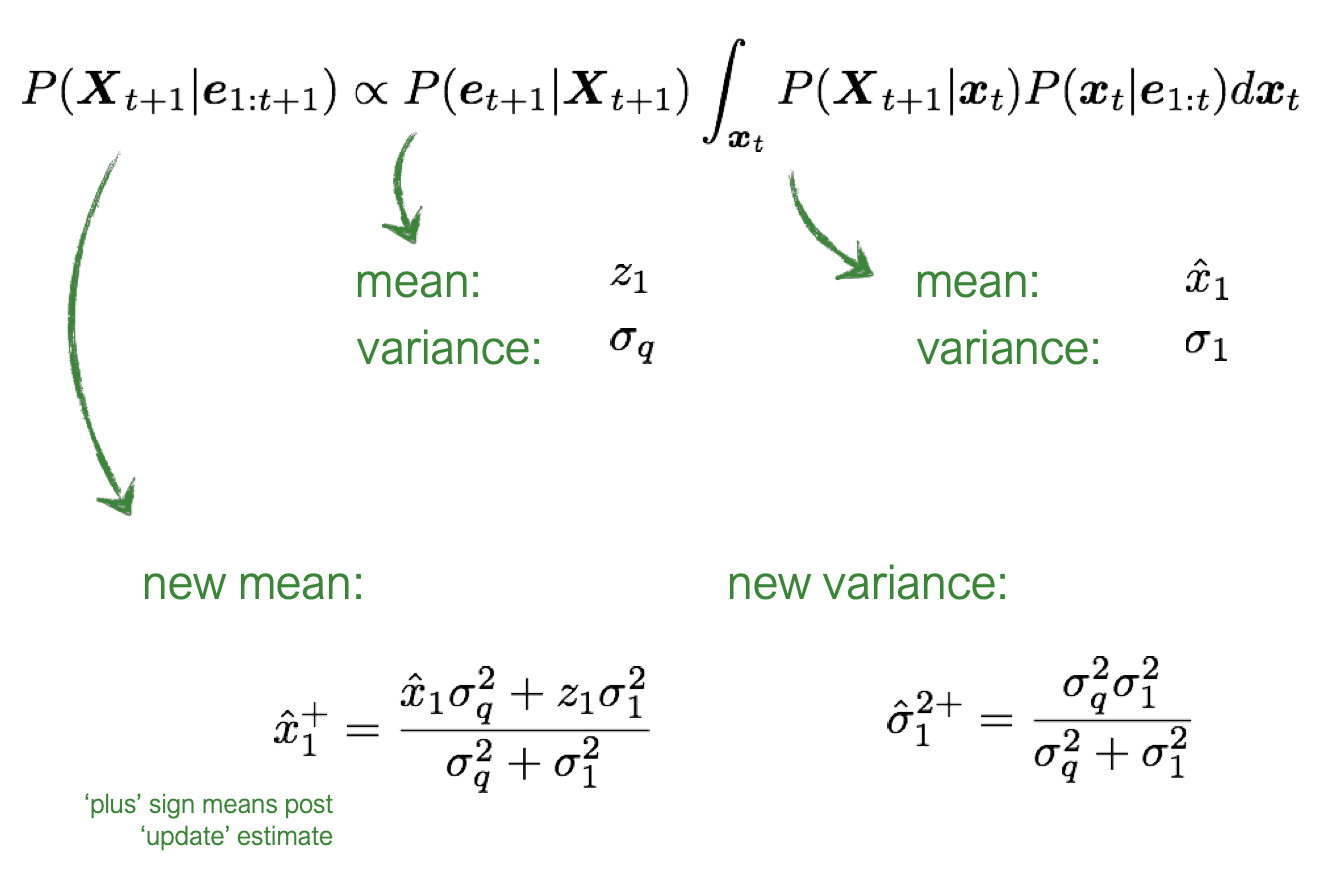 P(X_{t+1}|e_{1:t+1}) ∝ P(e_{t+1}|X_{t+1}) ∫_{x_t} P(X_{t+1}|x_t)P(x_t|e_{1:t})dx_t
mean: z_1 mean: x̂_1
variance: σ_q variance: σ_1
new mean: new variance:
x̂_1^+ = \frac{x̂_1σ_q^2 + z_1σ_1^2}{σ_q^2 + σ_1^2} σ̂_1^{2+} = \frac{σ_q^2σ_1^2}{σ_q^2 + σ_1^2}
‘plus’ sign means post
‘update’ estimate